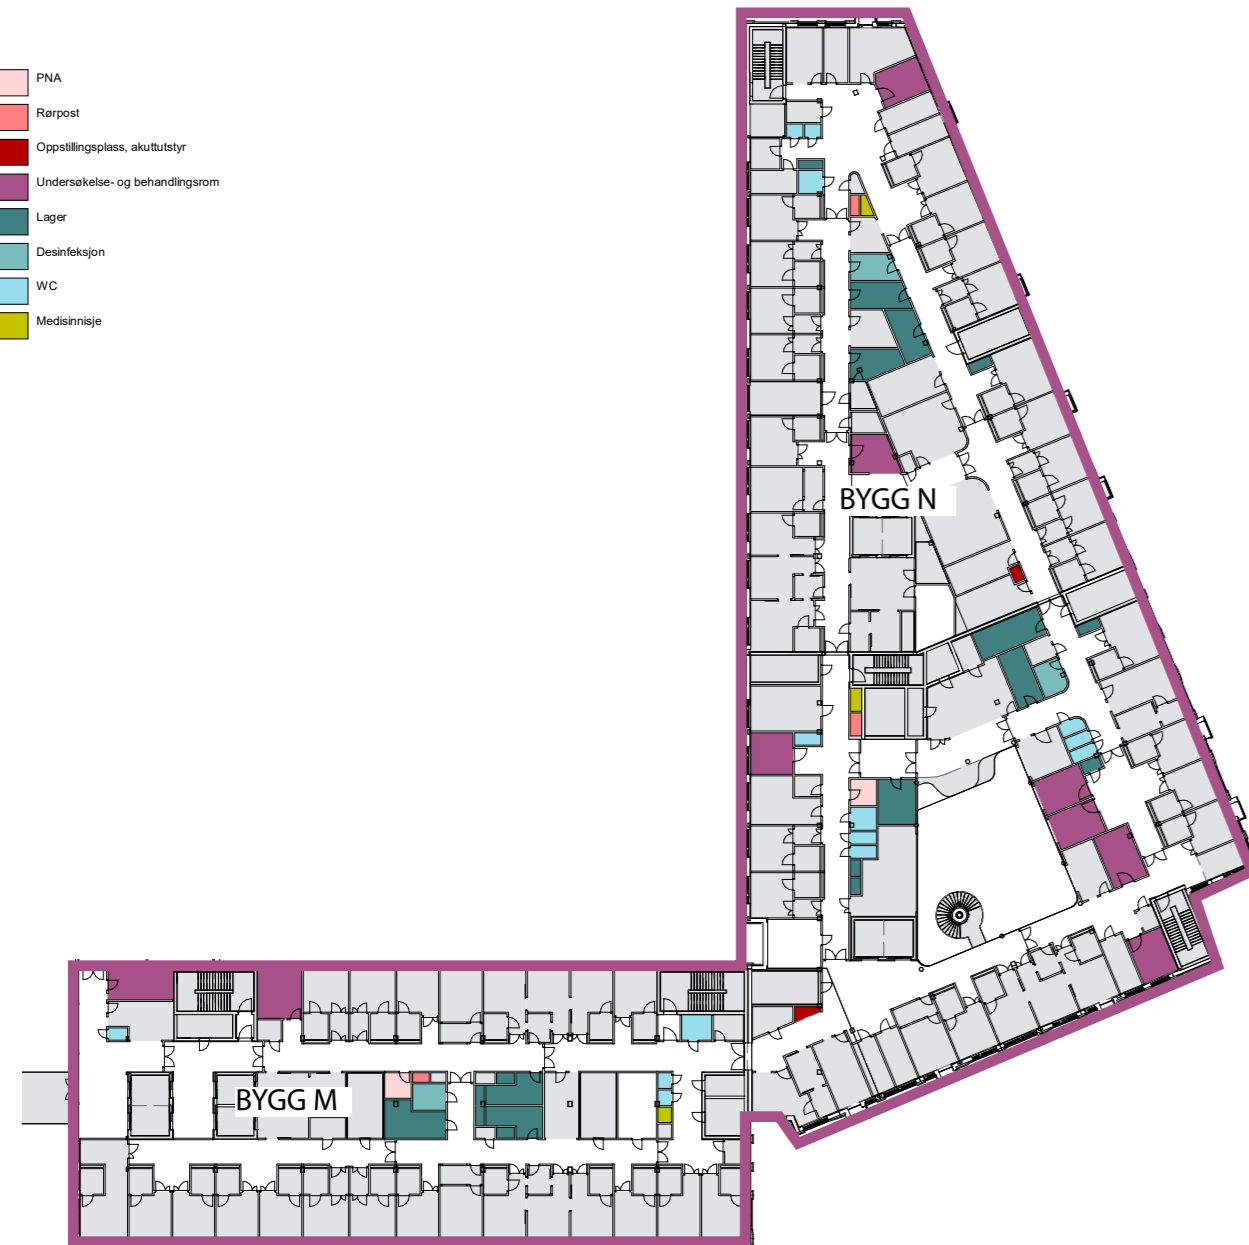 PNA
Rørpost
Oppstillingsplass, akuttutstyr
Undersøkelse- og behandlingsrom
Lager
Desinfeksjon
WC
Medisinnisje
BYGG N
BYGG M